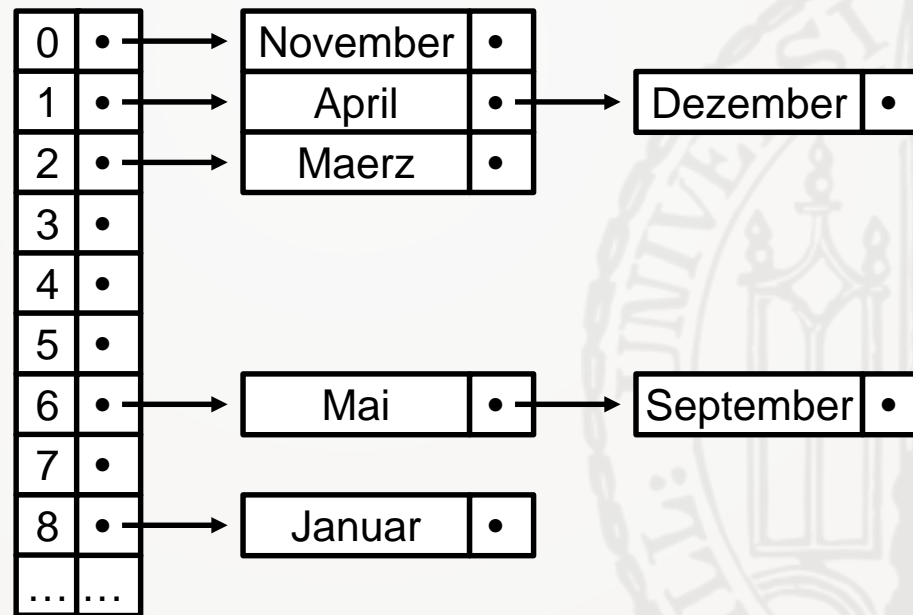 0 • November •
1 • April • Dezember •
2 • Maerz •
3 •
4 •
5 •
6 • Mai • September •
7 •
8 • Januar •
... ...